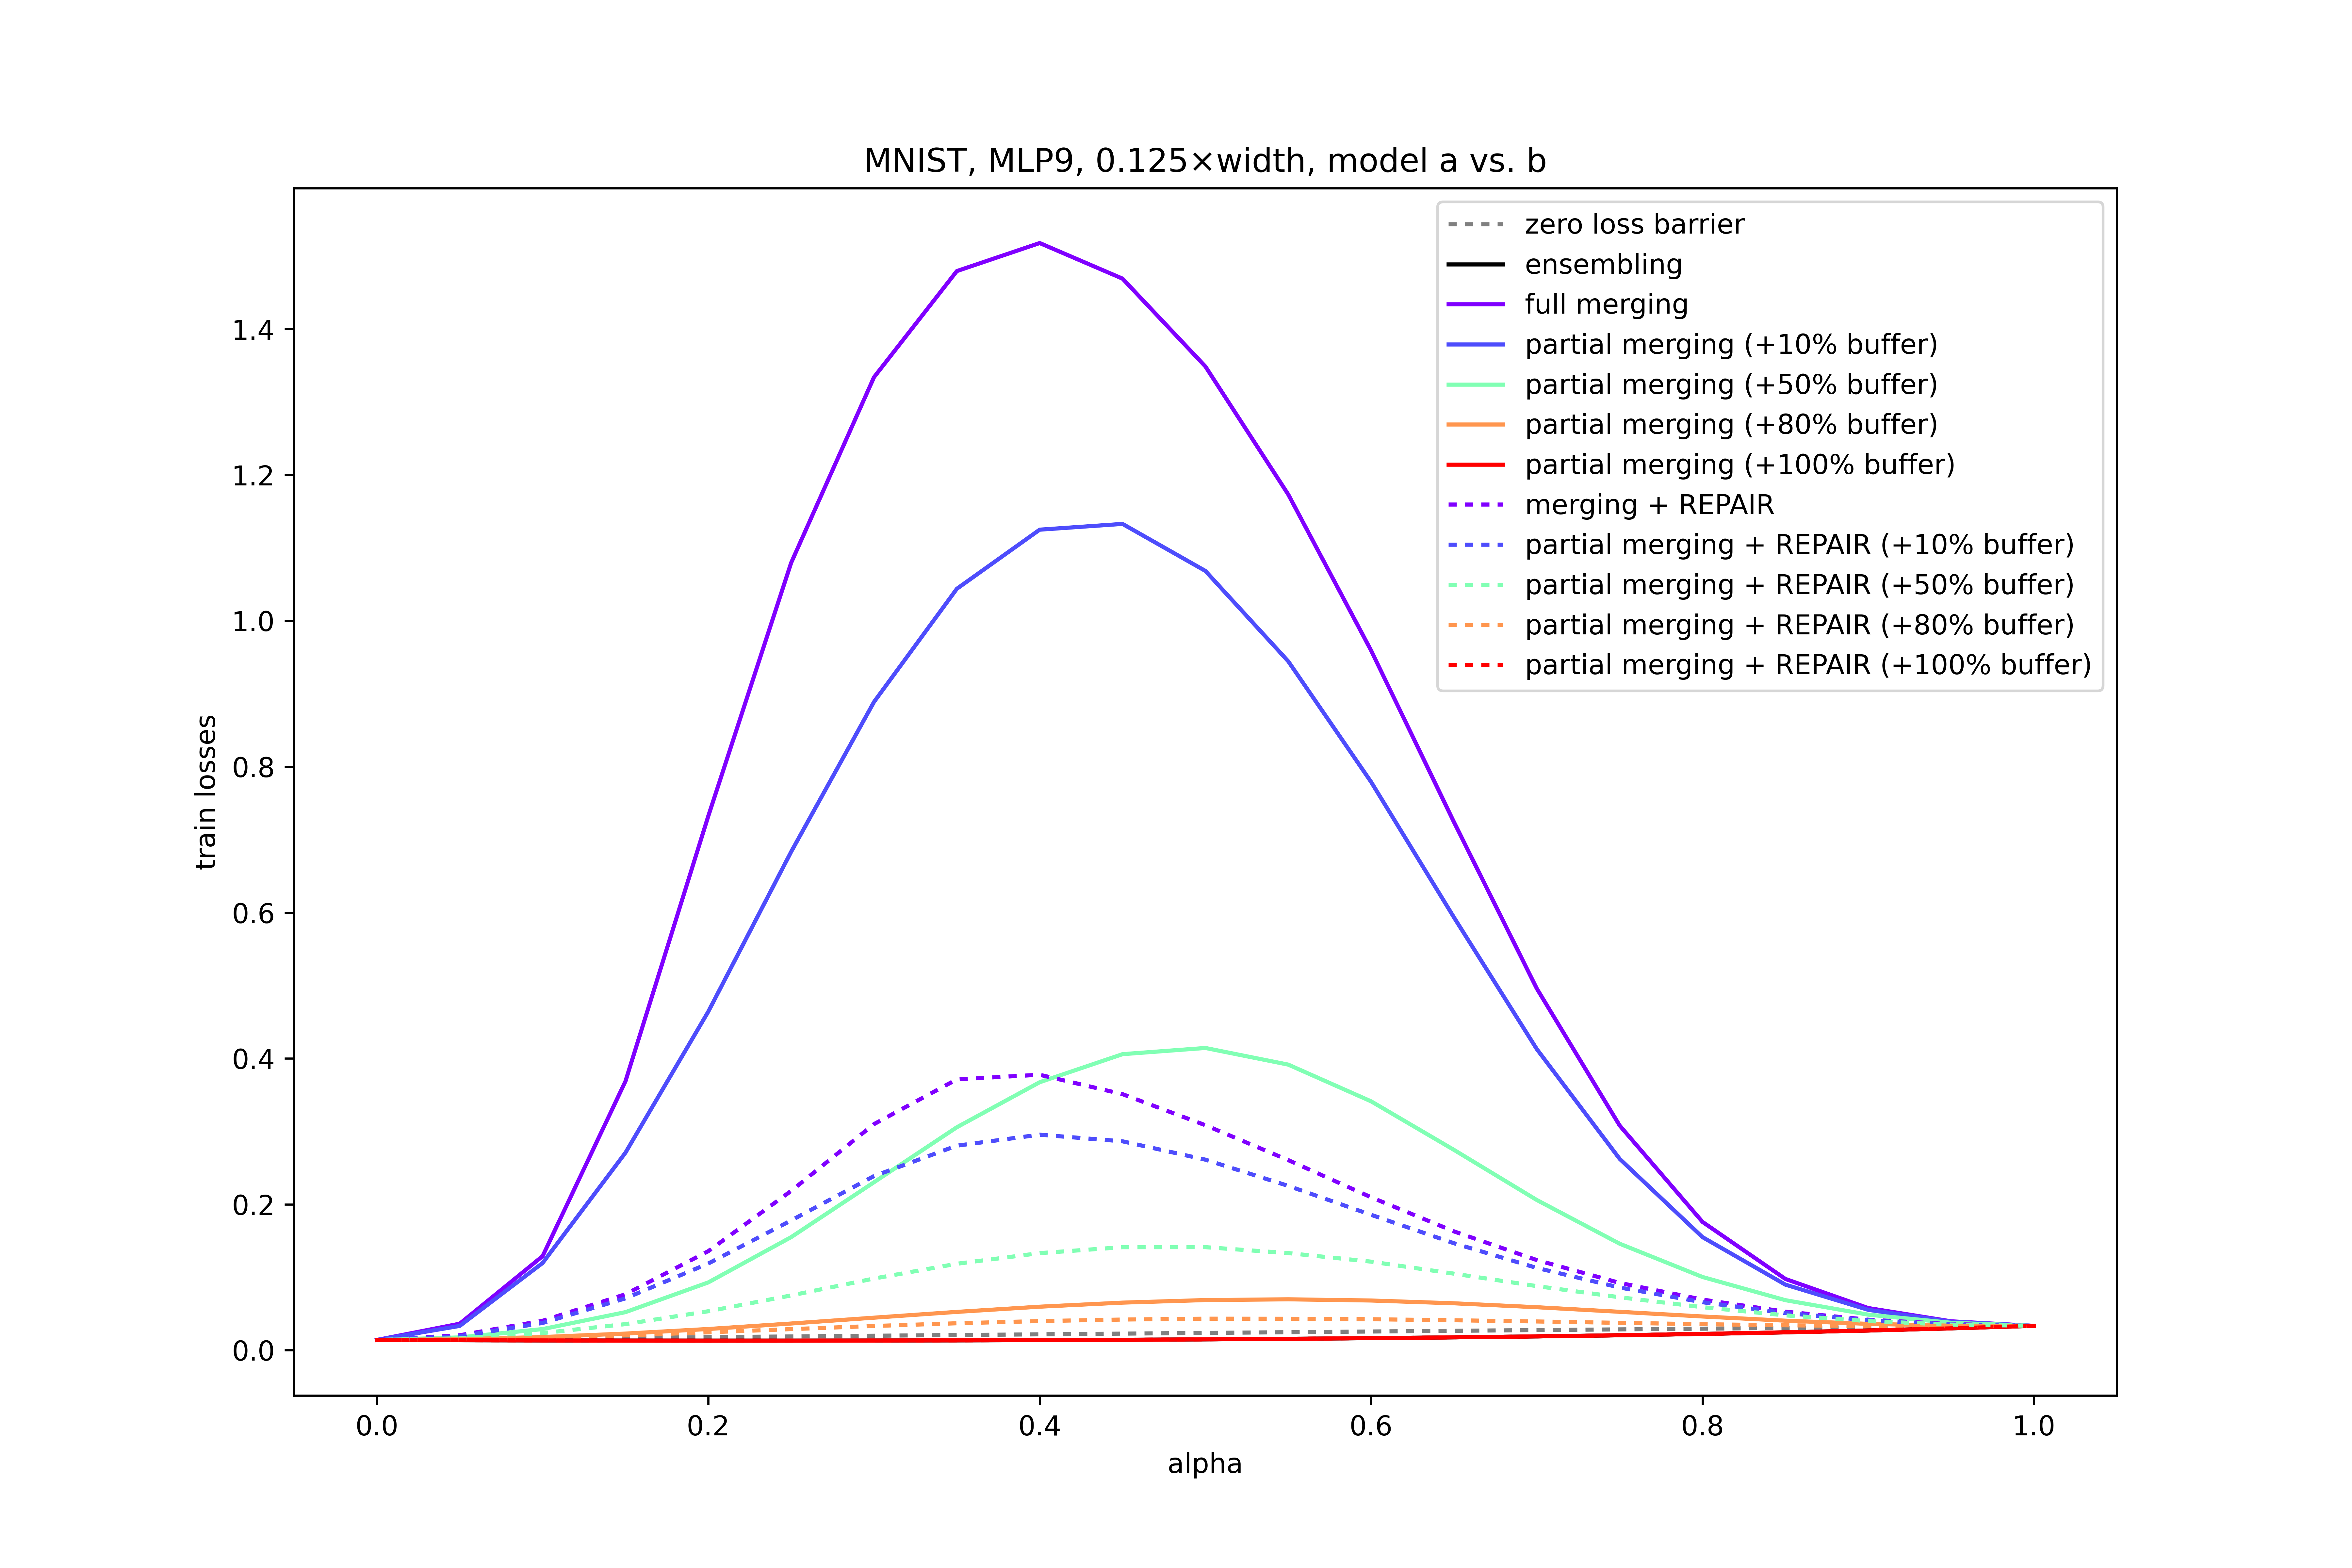 MNIST, MLP9, 0.125×width, model a vs. b
zero loss barrier
ensembling
full merging
partial merging (+10% buffer)
partial merging (+50% buffer)
partial merging (+80% buffer)
partial merging (+100% buffer)
merging + REPAIR
partial merging + REPAIR (+10% buffer)
partial merging + REPAIR (+50% buffer)
partial merging + REPAIR (+80% buffer)
partial merging + REPAIR (+100% buffer)
train losses
1.4
1.2
1.0
0.8
0.6
0.4
0.2
0.0
0.0 0.2 0.4 0.6 0.8 1.0
alpha